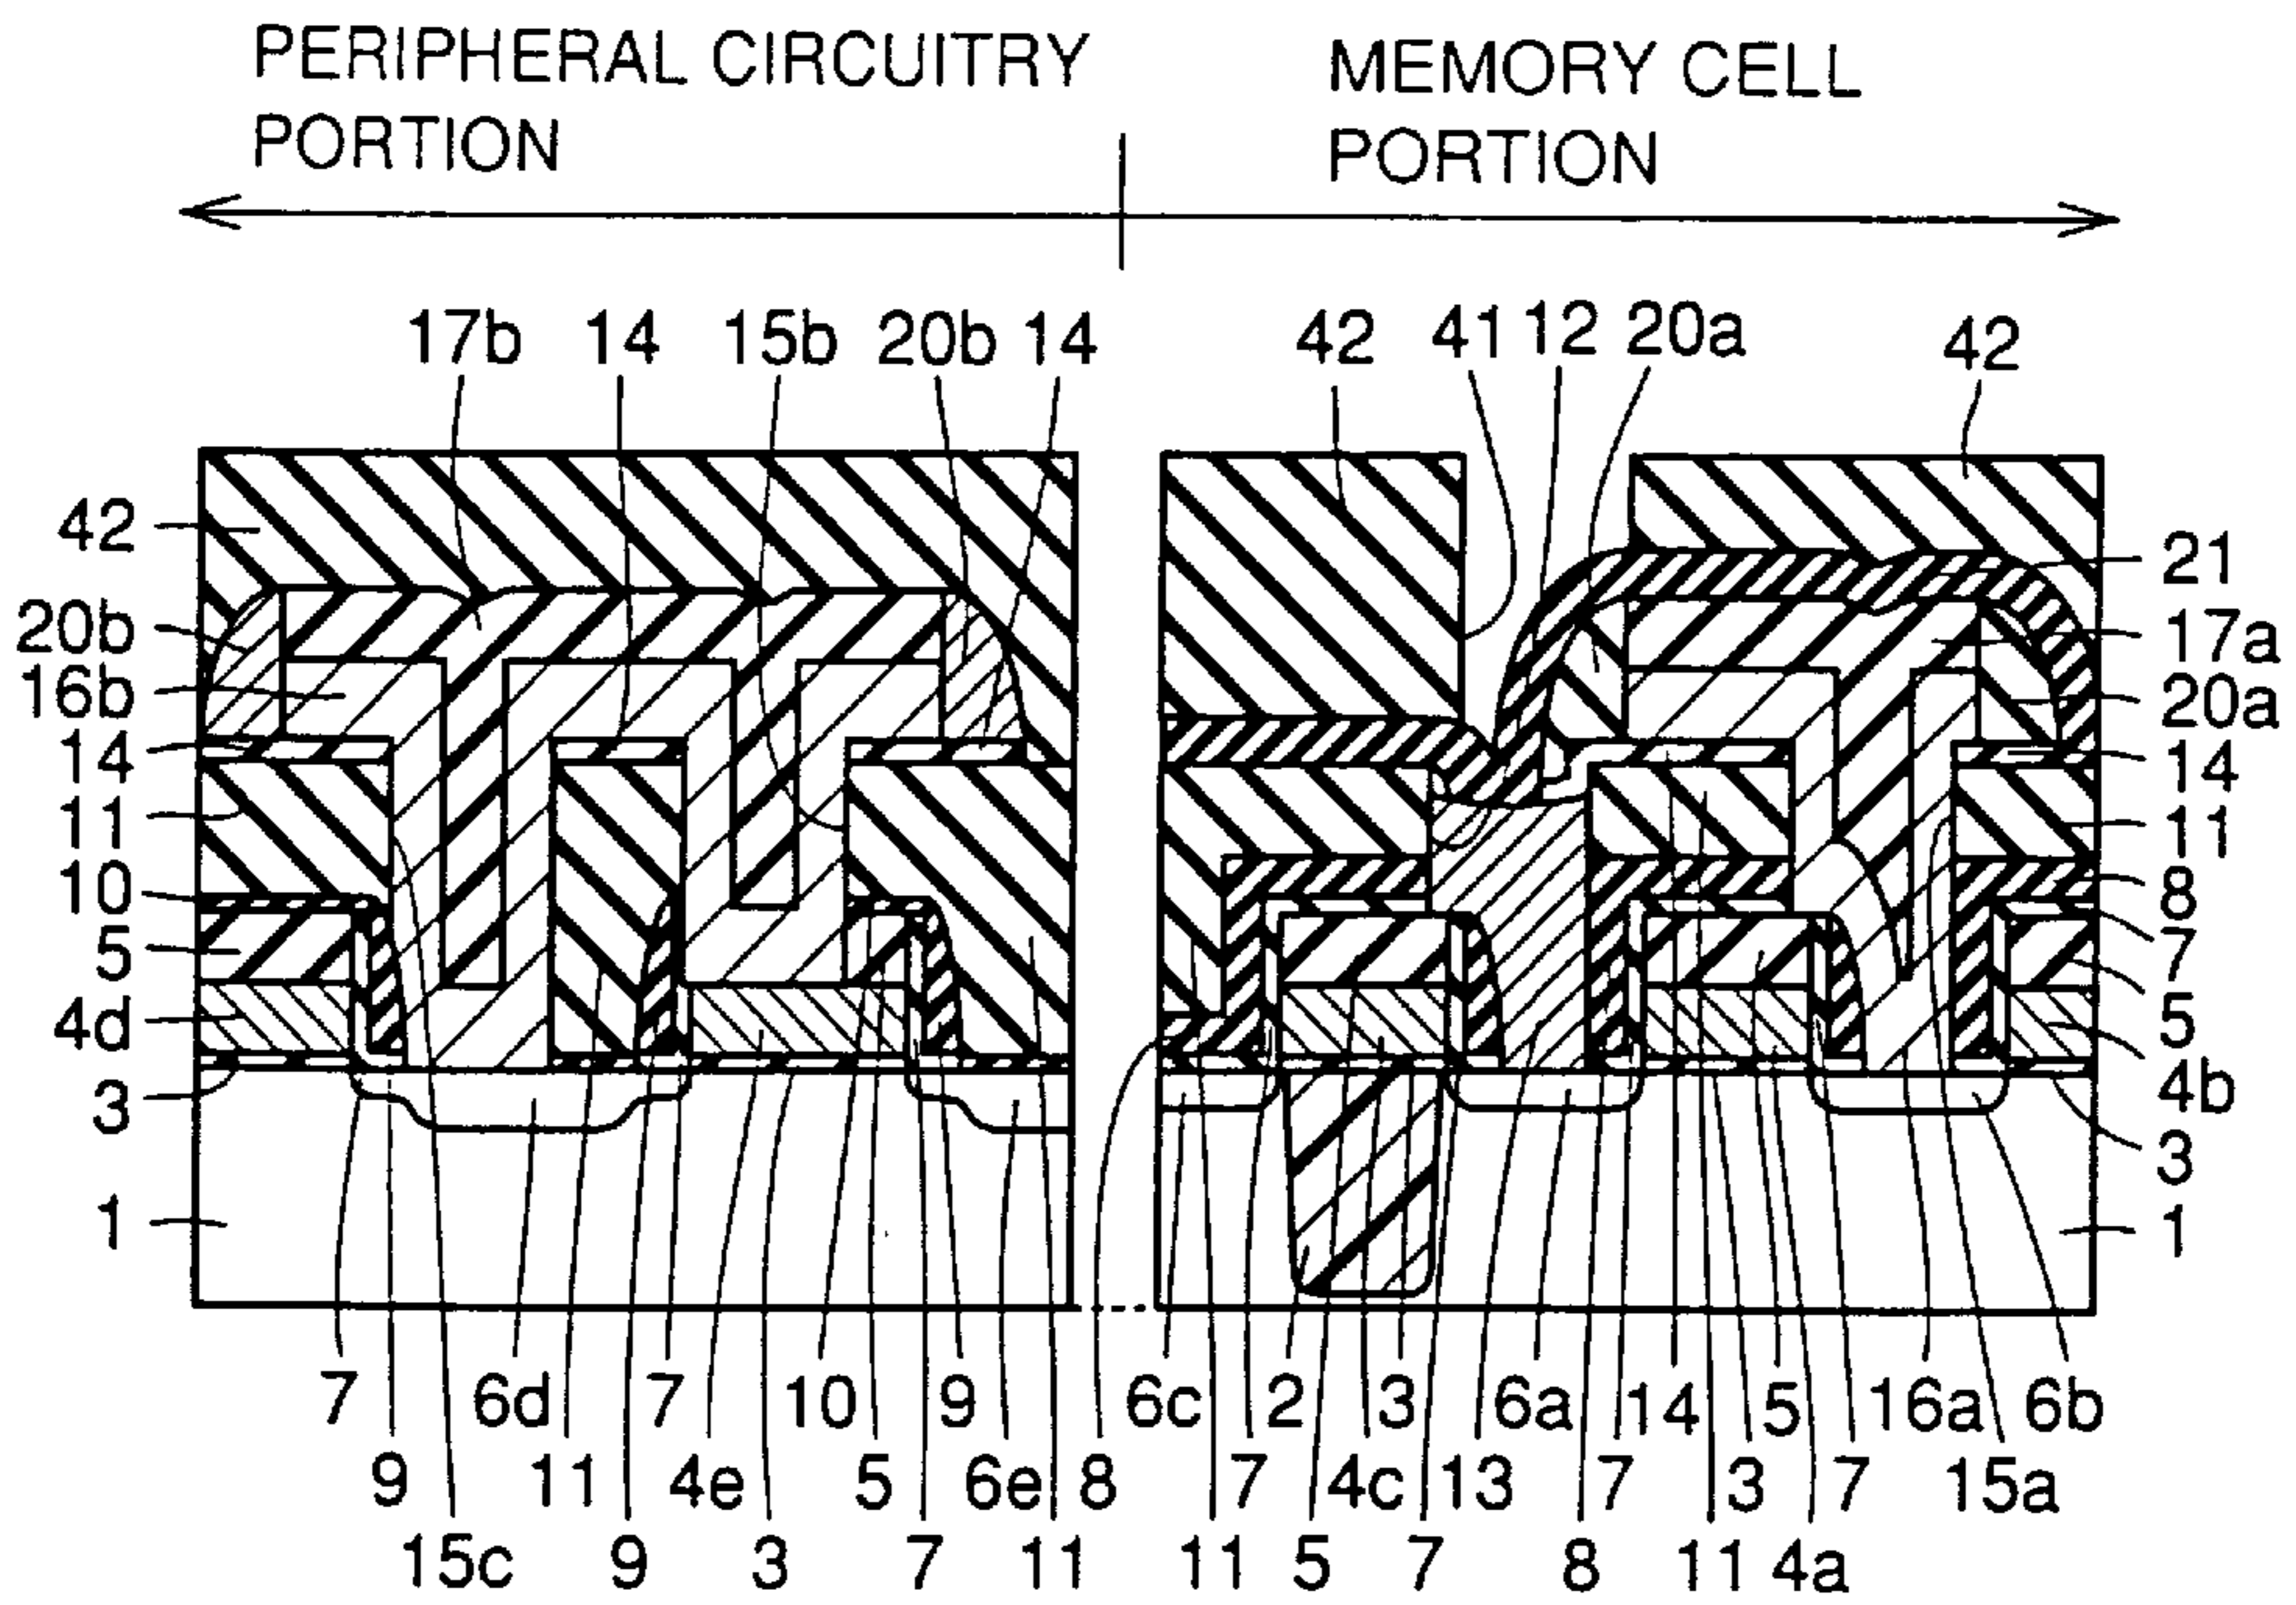 PERIPHERAL CIRCUITRY
PORTION
MEMORY CELL
PORTION
17b 14 15b 20b 14 42 41 12 20a 42
42
20b
16b
14
11
10
5
4d
3
1
21
17a
20a
14
11
8
7
5
4b
3
1
7 6d 7 10 9 6c 2 3 6a 14 5 16a 6b
9 11 4e 5 6e 8 7 4c 13 7 3 7 15a
15c 9 3 7 11 11 5 7 8 11 4a